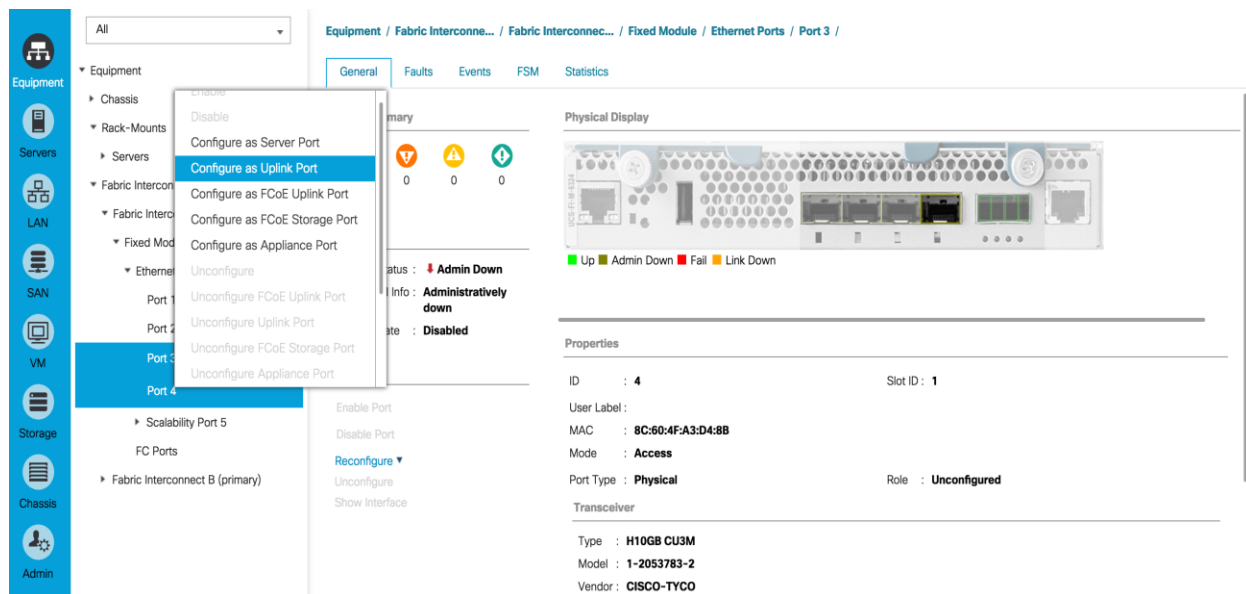 Equipment
Servers
LAN
SAN
VM
Storage
Chassis
Admin
All
Equipment
Chassis
Rack-Mounts
Servers
Fabric Intercon
Fabric Interc
Fixed Mod
Ethernet
Port 1
Port 2
Port 3
Port 4
Scalability Port 5
FC Ports
Fabric Interconnect B (primary)
Enable
Disable
Configure as Server Port
Configure as Uplink Port
Configure as FCoE Uplink Port
Configure as FCoE Storage Port
Configure as Appliance Port
Unconfigure
Unconfigure FCoE Uplink Port
Unconfigure Uplink Port
Unconfigure FCoE Storage Port
Unconfigure Appliance Port
Equipment / Fabric Interconne... / Fabric Interconnec... / Fixed Module / Ethernet Ports / Port 3 /
General Faults Events FSM Statistics
mary
0 0 0
atus : Admin Down
l Info : Administratively
down
ate : Disabled
Enable Port
Disable Port
Reconfigure
Unconfigure
Show Interface
Physical Display
UCS-FI-M-6324
Up Admin Down Fail Link Down
Properties
ID : 4 Slot ID : 1
User Label :
MAC : 8C:60:4F:A3:D4:8B
Mode : Access
Port Type : Physical Role : Unconfigured
Transceiver
Type : H10GB CU3M
Model : 1-2053783-2
Vendor : CISCO-TYCO